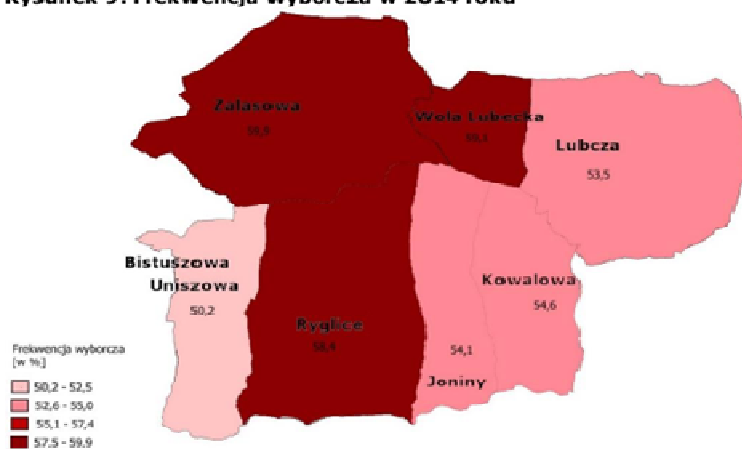 Rysunek 9. Frekwencja wyborcza w 2014 roku
Zalasowa
Wola Lubecka
59,1
Lubcza
53,5
Bistuszowa
Uniszowa
50,2
Kowalowa
54,6
Ryglice
58,4
54,1
Joniny
Frekwencja wyborcza
[w %]
50,2 - 52,5
52,6 - 55,0
55,1 - 57,4
57,5 - 59,9